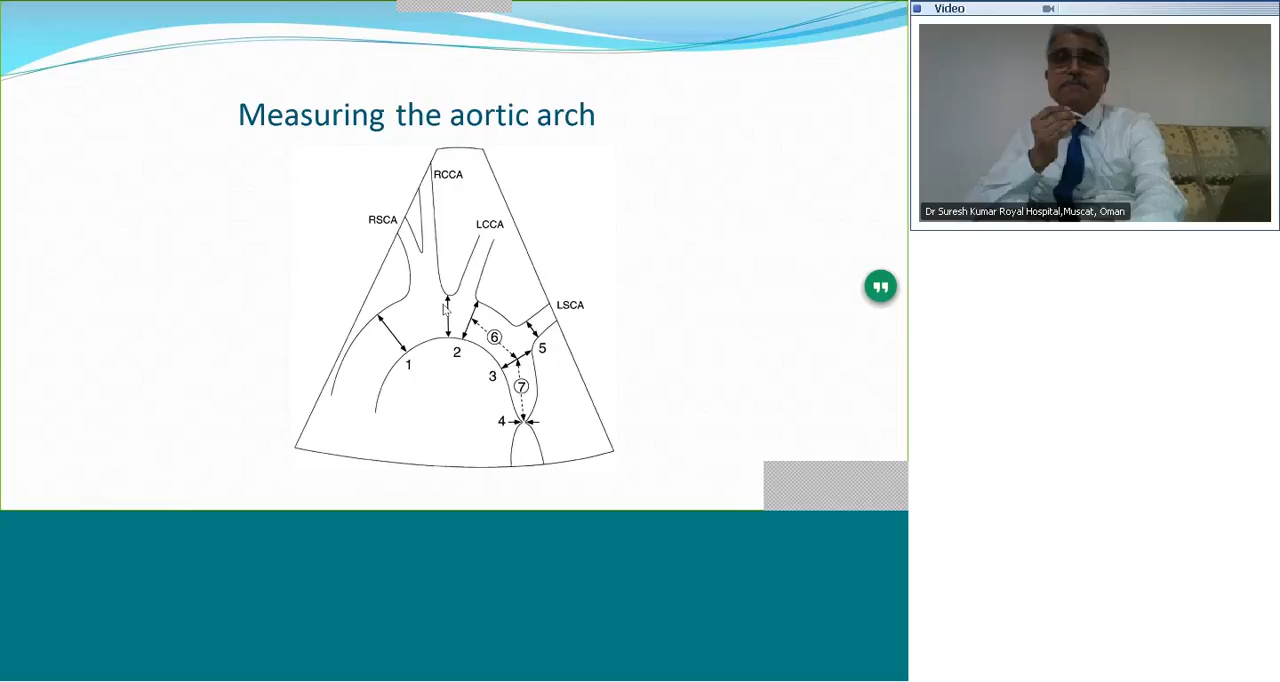 Video
Measuring the aortic arch
RCCA
RSCA
LCCA
Dr Suresh Kumar Royal Hospital,Muscat, Oman
LSCA
6
5
2
1
3
7
4